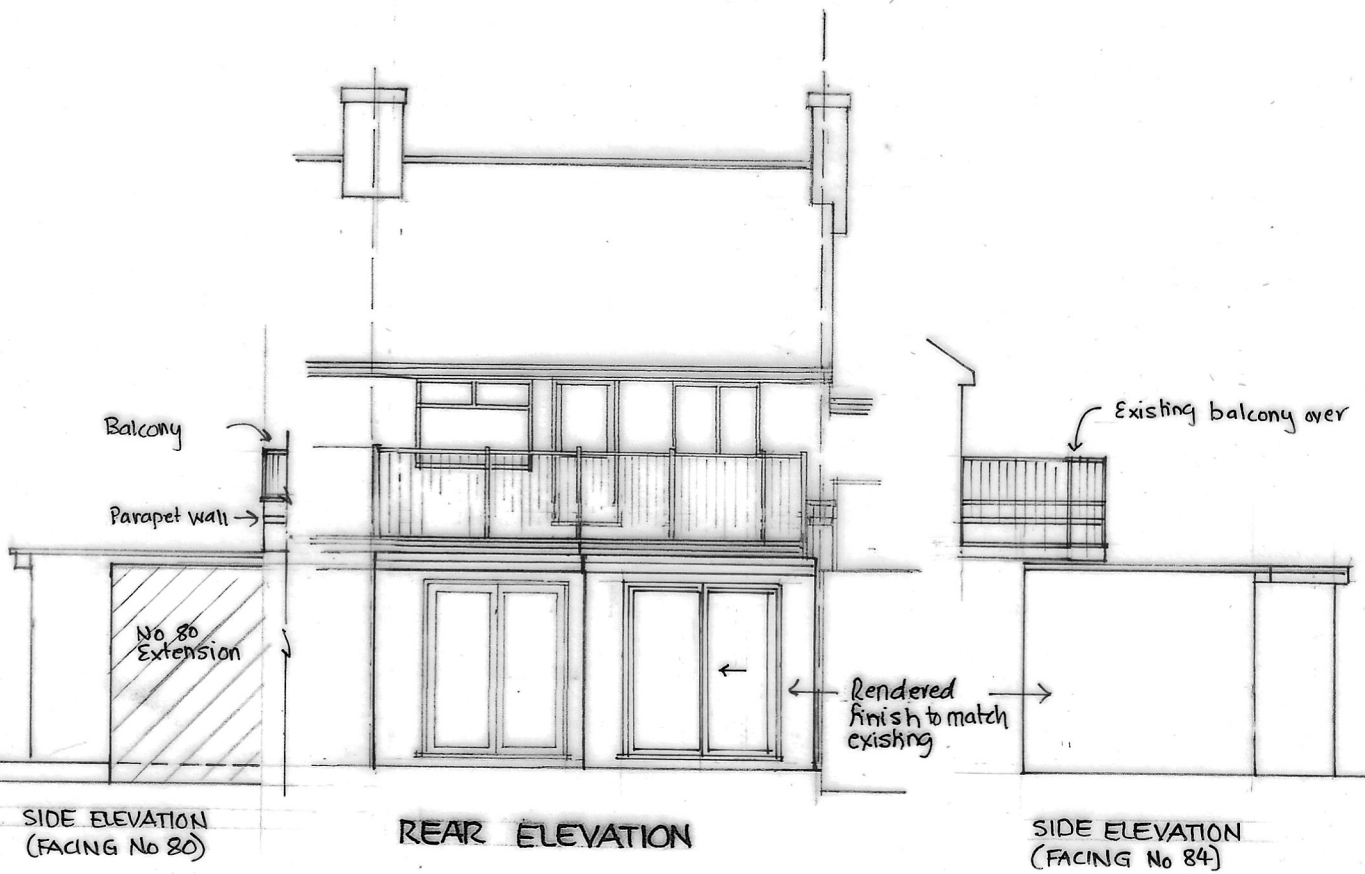 Balcony
Parapet wall
No 80
Extension
SIDE ELEVATION
(FACING No 80)
REAR ELEVATION
Rendered
finish to match
existing
Existing balcony over
SIDE ELEVATION
(FACING No 84)